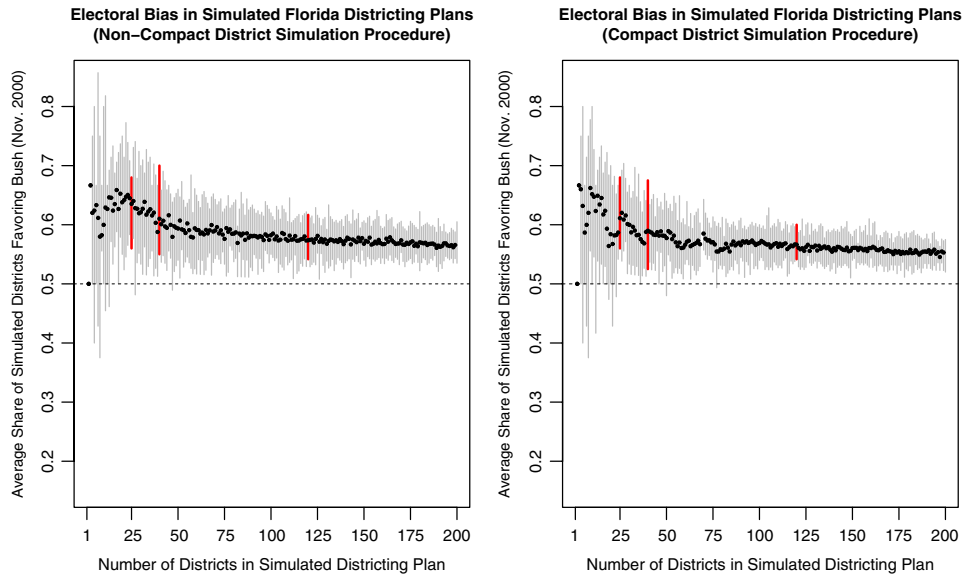 Electoral Bias in Simulated Florida Districting Plans
(Non−Compact District Simulation Procedure)
Average Share of Simulated Districts Favoring Bush (Nov. 2000)
0.8
0.7
0.6
0.5
0.4
0.3
0.2
1 25 50 75 100 125 150 175 200
Number of Districts in Simulated Districting Plan
Electoral Bias in Simulated Florida Districting Plans
(Compact District Simulation Procedure)
Average Share of Simulated Districts Favoring Bush (Nov. 2000)
0.8
0.7
0.6
0.5
0.4
0.3
0.2
1 25 50 75 100 125 150 175 200
Number of Districts in Simulated Districting Plan